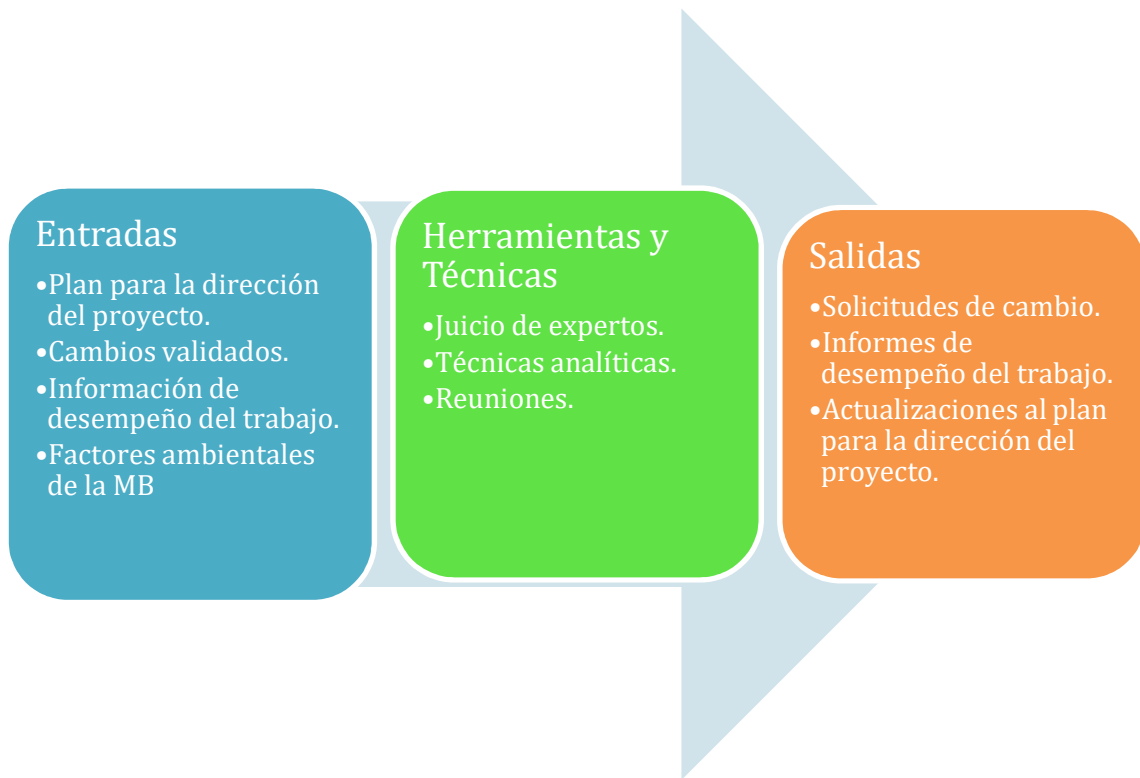 Entradas
•Plan para la dirección
del proyecto.
•Cambios validados.
•Información de
desempeño del trabajo.
•Factores ambientales
de la MB
Herramientas y
Técnicas
•Juicio de expertos.
•Técnicas analíticas.
•Reuniones.
Salidas
•Solicitudes de cambio.
•Informes de
desempeño del trabajo.
•Actualizaciones al plan
para la dirección del
proyecto.